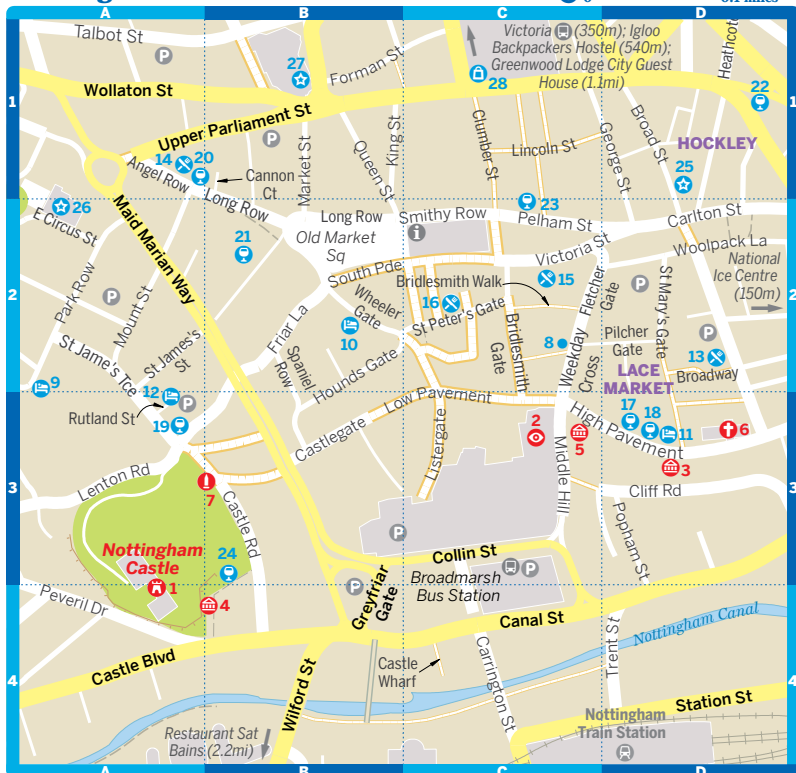 0.1 miles
A
B
C
D
Talbot St
P
Forman St
Victoria (350m); Igloo
Backpackers Hostel (540m);
Greenwood Lodge City Guest
House (1.1mi)
Heathcote
27
28
22
1
1
Wollaton St
Upper Parliament St
P
Market St
Queen St
King St
Clumber St
Lincoln St
George St
Broad St
HOCKLEY
25
14
20
Angel Row
Cannon
Ct
Long Row
Long Row
Smithy Row
23
Pelham St
Carlton St
26
E Circus St
Maid Marian Way
21
Old Market
Sq
i
Victoria St
Woolpack La
National
Ice Centre
(150m)
2
2
Park Row
P
Mount St
South Pde
Bridlesmith Walk
15
Fletcher
Gate
P
St Mary's Gate
Wheeler
Gate
16
St Peter's Gate
Bridlesmith
Gate
Friar La
10
8
Weekday
Cross
Pilcher
Gate
P
13
St James's Tce
St James's
St
Spaniel
Row
Hounds Gate
LACE
MARKET
Broadway
9
12
P
Rutland St
19
Low Pavement
Castlegate
Listergate
2
5
17
18
11
6
High Pavement
3
Middle Hill
Cliff Rd
Popham St
3
3
Lenton Rd
7
Castle Rd
P
Nottingham
Castle
24
1
4
Collin St
Broadmarsh
Bus Station
P
P
Greyfriar
Gate
Peveril Dr
Canal St
Nottingham Canal
Castle Blvd
Castle
Wharf
Carrington St
Trent St
Wilford St
4
4
Station St
Restaurant Sat
Bains (2.2mi)
Nottingham
Train Station
A
B
C
D